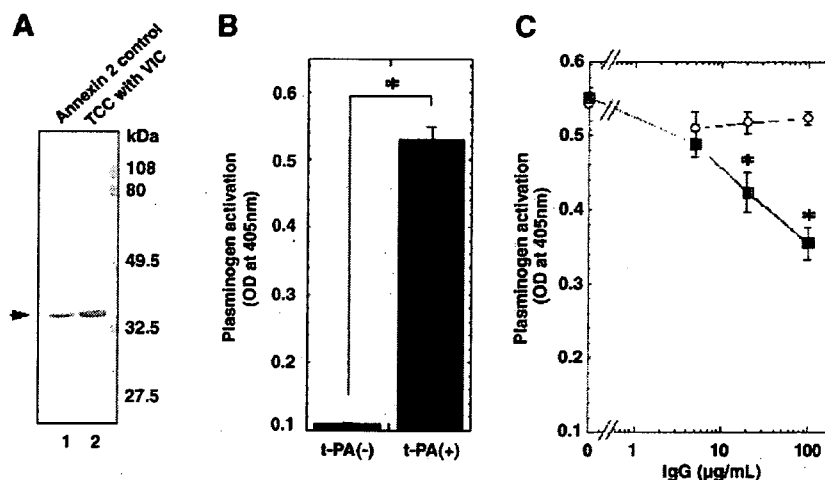 A
Annexin 2 control
TCC with VIC
kDa
108
80
49.5
32.5
27.5
1 2
B
Plasminogen activation
(OD at 405nm)
0.6
0.5
0.4
0.3
0.2
0.1
*
t-PA(-) t-PA(+)
C
Plasminogen activation
(OD at 405nm)
0.6
0.5
0.4
0.3
0.2
0.1
*
*
0 1 10 100
IgG (µg/mL)